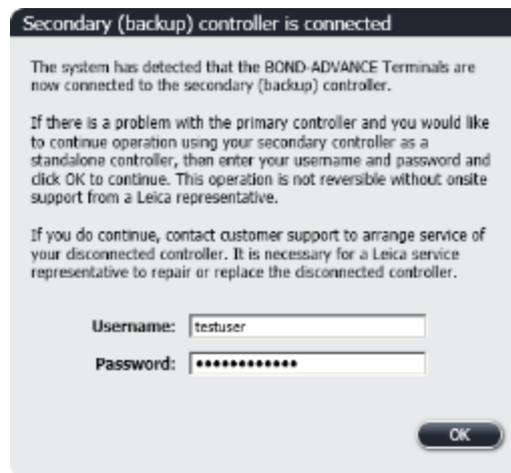 Secondary (backup) controller is connected
The system has detected that the BOND-ADVANCE Terminals are
now connected to the secondary (backup) controller.
If there is a problem with the primary controller and you would like
to continue operation using your secondary controller as a
standalone controller, then enter your username and password and
click OK to continue. This operation is not reversible without onsite
support from a Leica representative.
If you do continue, contact customer support to arrange service of
your disconnected controller. It is necessary for a Leica service
representative to repair or replace the disconnected controller.
Username: testuser
Password: ●●●●●●●●●●●●
OK